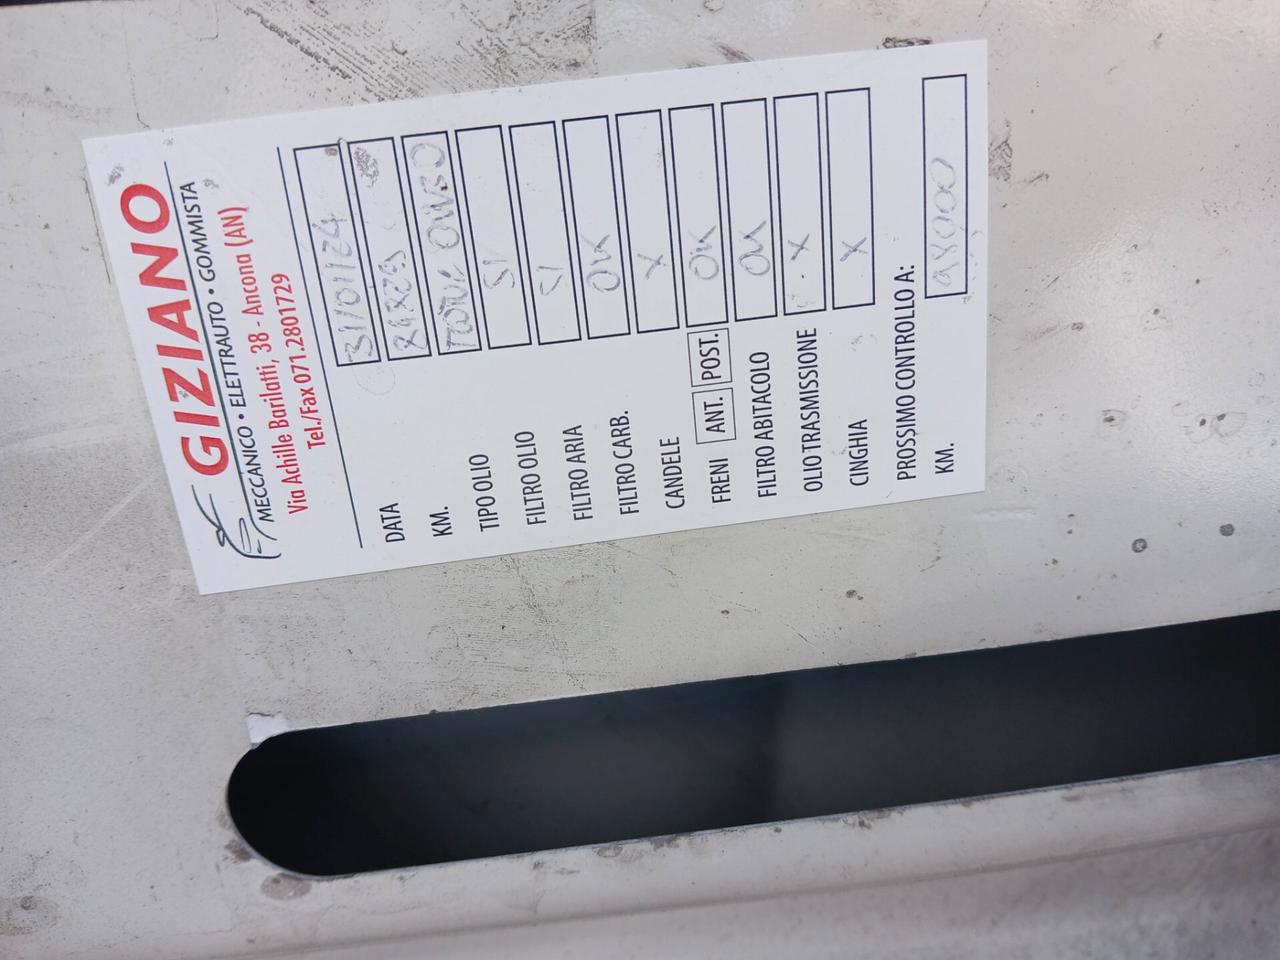 GIZIANO
MECCANICO • ELETTRAUTO • GOMMISTA
Via Achille Barilatti, 38 - Ancona (AN)
Tel./Fax 071.2801729
DATA 31/01/24
KM.
TIPO OLIO 0W30
FILTRO OLIO SI
FILTRO ARIA SI
FILTRO CARB. OK
CANDELE X
FRENI ANT. POST. OK
FILTRO ABITACOLO OK
OLIO TRASMISSIONE X
CINGHIA X
PROSSIMO CONTROLLO A:
KM.